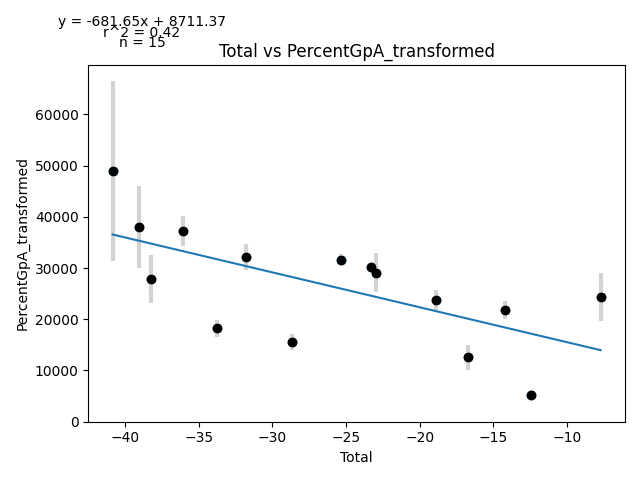 y = -681.65x + 8711.37
r^2 = 0.42
n = 15
Total vs PercentGpA_transformed
PercentGpA_transformed
60000
50000
40000
30000
20000
10000
0
−40
−35
−30
−25
−20
−15
−10
Total